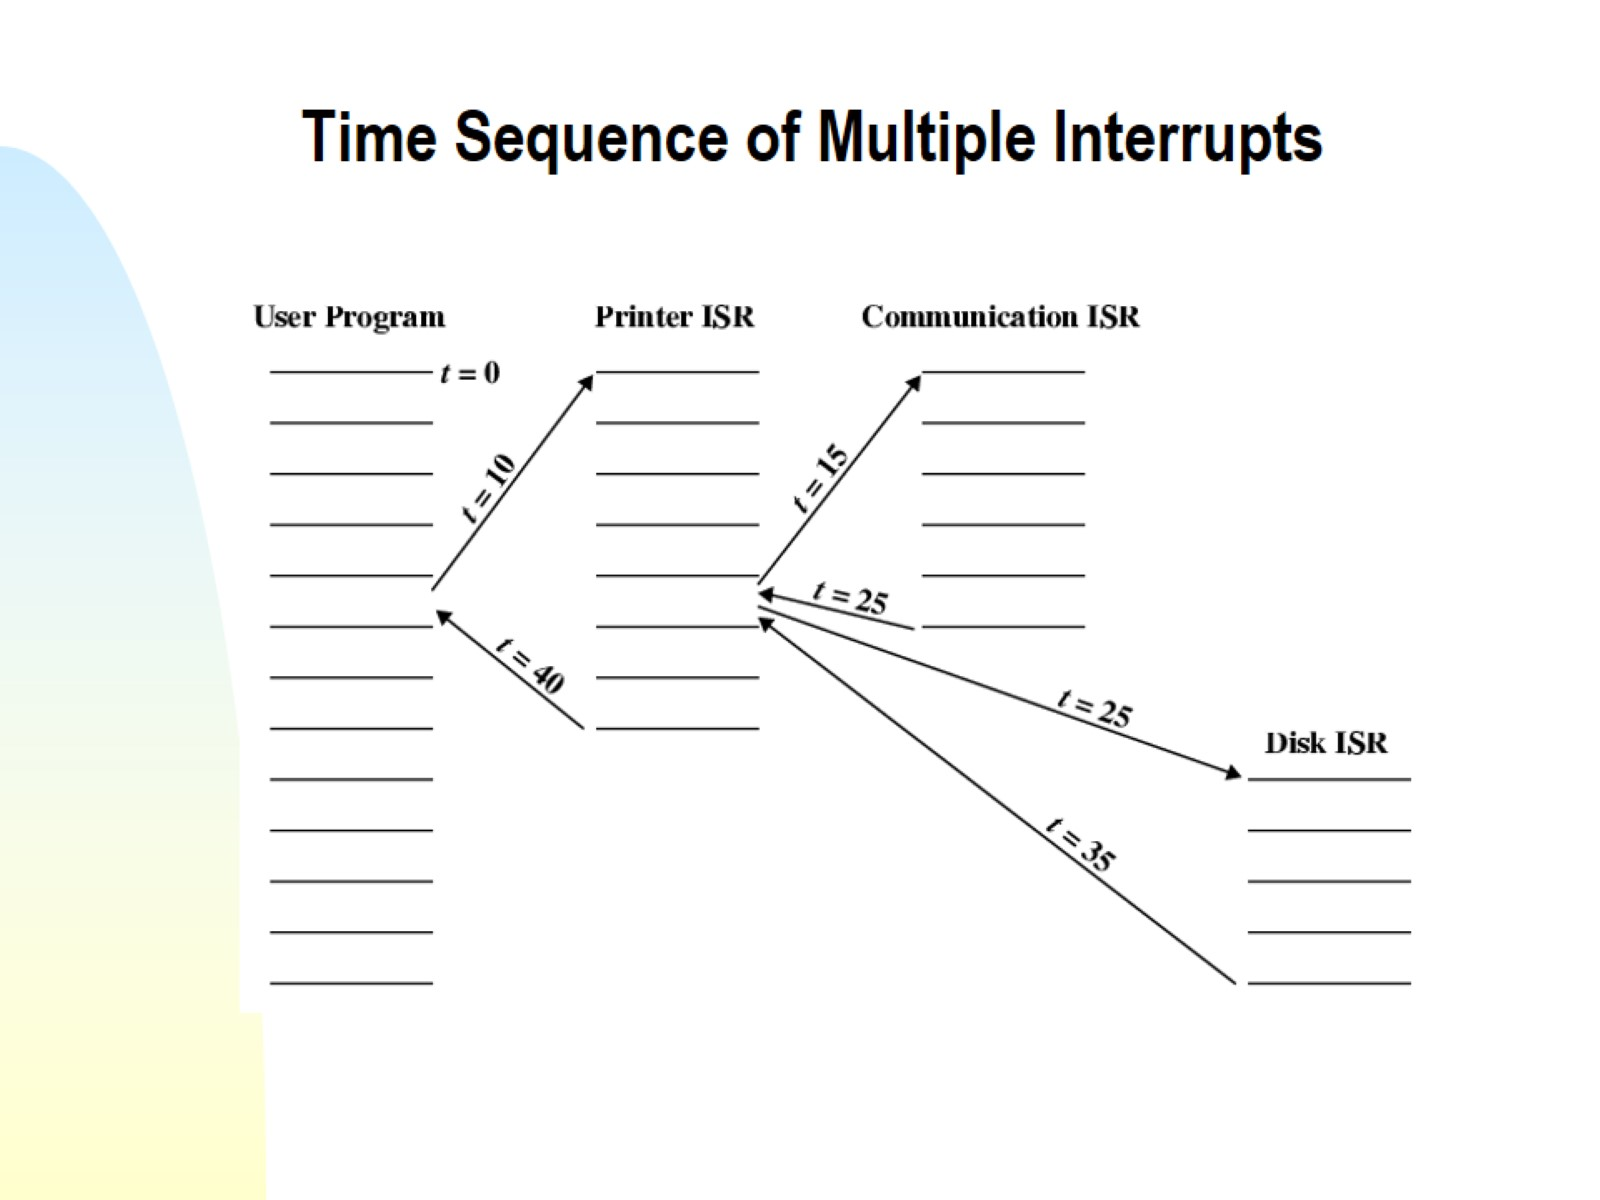 Time Sequence of Multiple Interrupts
User Program
Printer ISR
Communication ISR
t = 0
t = 10
t = 15
t = 25
t = 40
t = 25
Disk ISR
t = 35